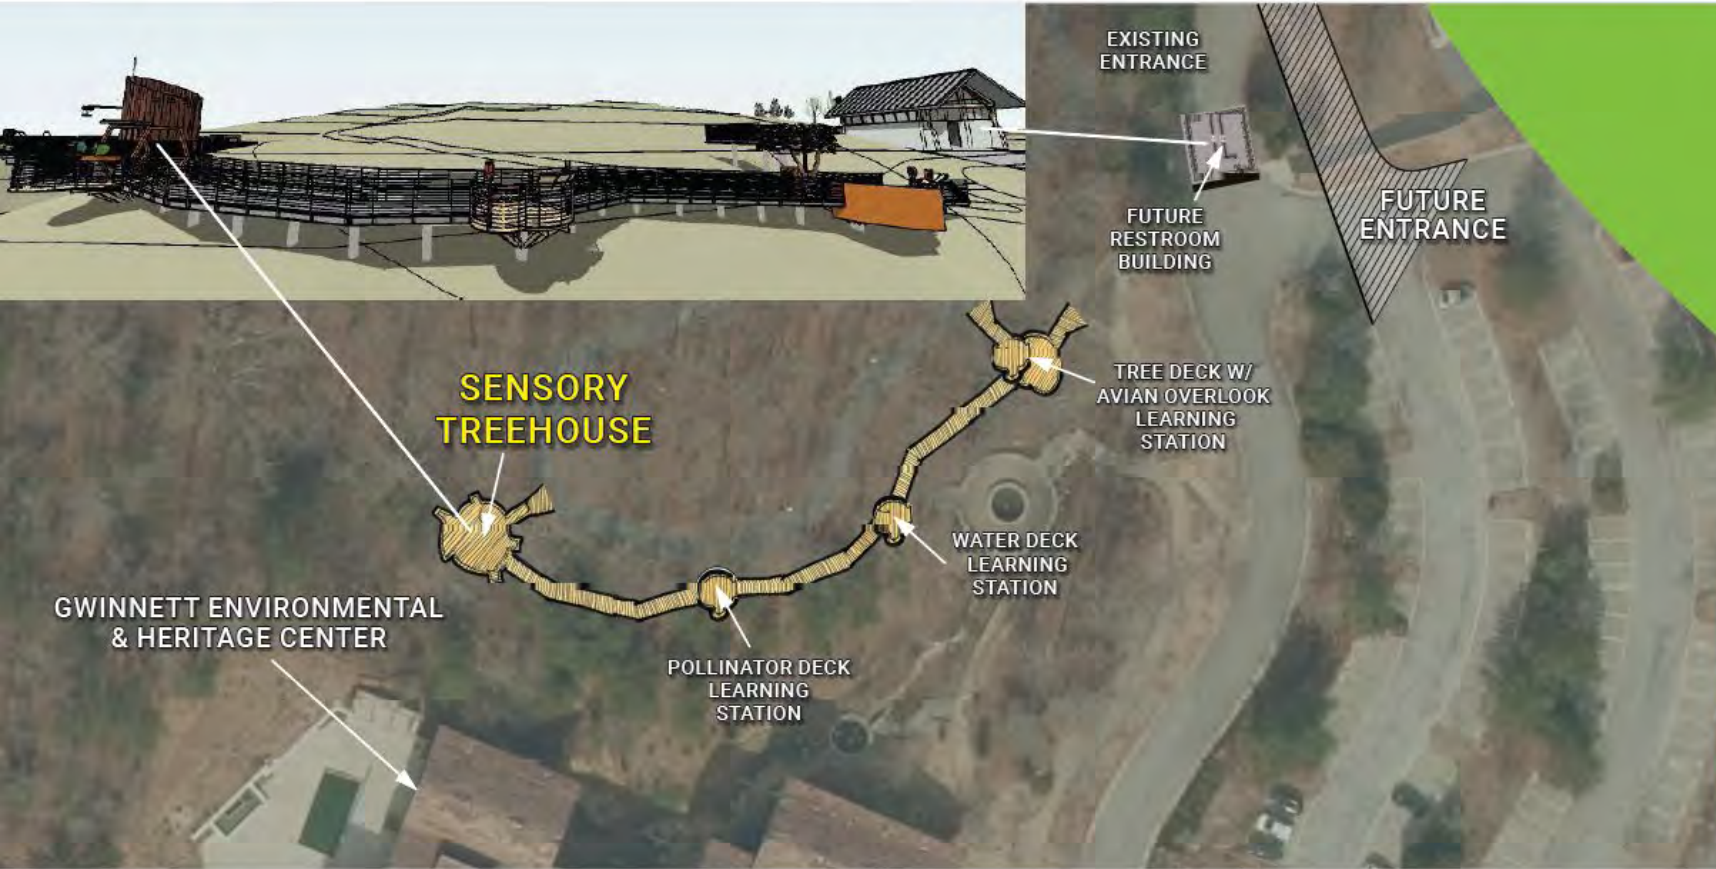 EXISTING
ENTRANCE
FUTURE
ENTRANCE
FUTURE
RESTROOM
BUILDING
TREE DECK W/
AVIAN OVERLOOK
LEARNING
STATION
SENSORY
TREEHOUSE
WATER DECK
LEARNING
STATION
GWINNETT ENVIRONMENTAL
& HERITAGE CENTER
POLLINATOR DECK
LEARNING
STATION